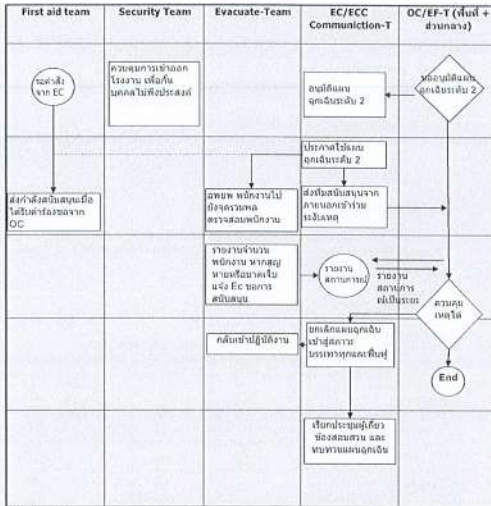 First aid team
Security Team
Evacuate-Team
EC/ECC
Communiction-T
OC/EF-T (พื้นที่ +
ส่วนกลาง)
รอคำสั่ง
จาก EC
ควบคุมการเข้าออก
โรงงาน เพื่อกัน
บุคคลไม่พึงประสงค์
อนุมัติแผน
ฉุกเฉินระดับ 2
ขออนุมัติแผน
ฉุกเฉินระดับ 2
ประกาศใช้แผน
ฉุกเฉินระดับ 2
ส่งกำลังสนับสนุนเมื่อ
ได้รับคำร้องขอจาก
OC
อพยพ พนักงานไป
ยังจุดรวมพล
ตรวจสอบพนักงาน
ส่งทีมสนับสนุนจาก
ภายนอกเข้าร่วม
ระงับเหตุ
รายงานจำนวน
พนักงาน หากสูญ
หายหรือบาดเจ็บ
แจ้ง Ec ขอการ
สนับสนุน
รายงาน
สถานการณ์
รายงาน
สถานการ
ณ์เป็นระยะ
ควบคุม
เหตุได้
กลับเข้าปฏิบัติงาน
ยกเลิกแผนฉุกเฉิน
เข้าสู่สภาวะ
บรรเทาทุกและฟื้นฟู
End
เรียกประชุมผู้เกี่ยว
ข้องสอบสวน และ
ทบทวนแผนฉุกเฉิน